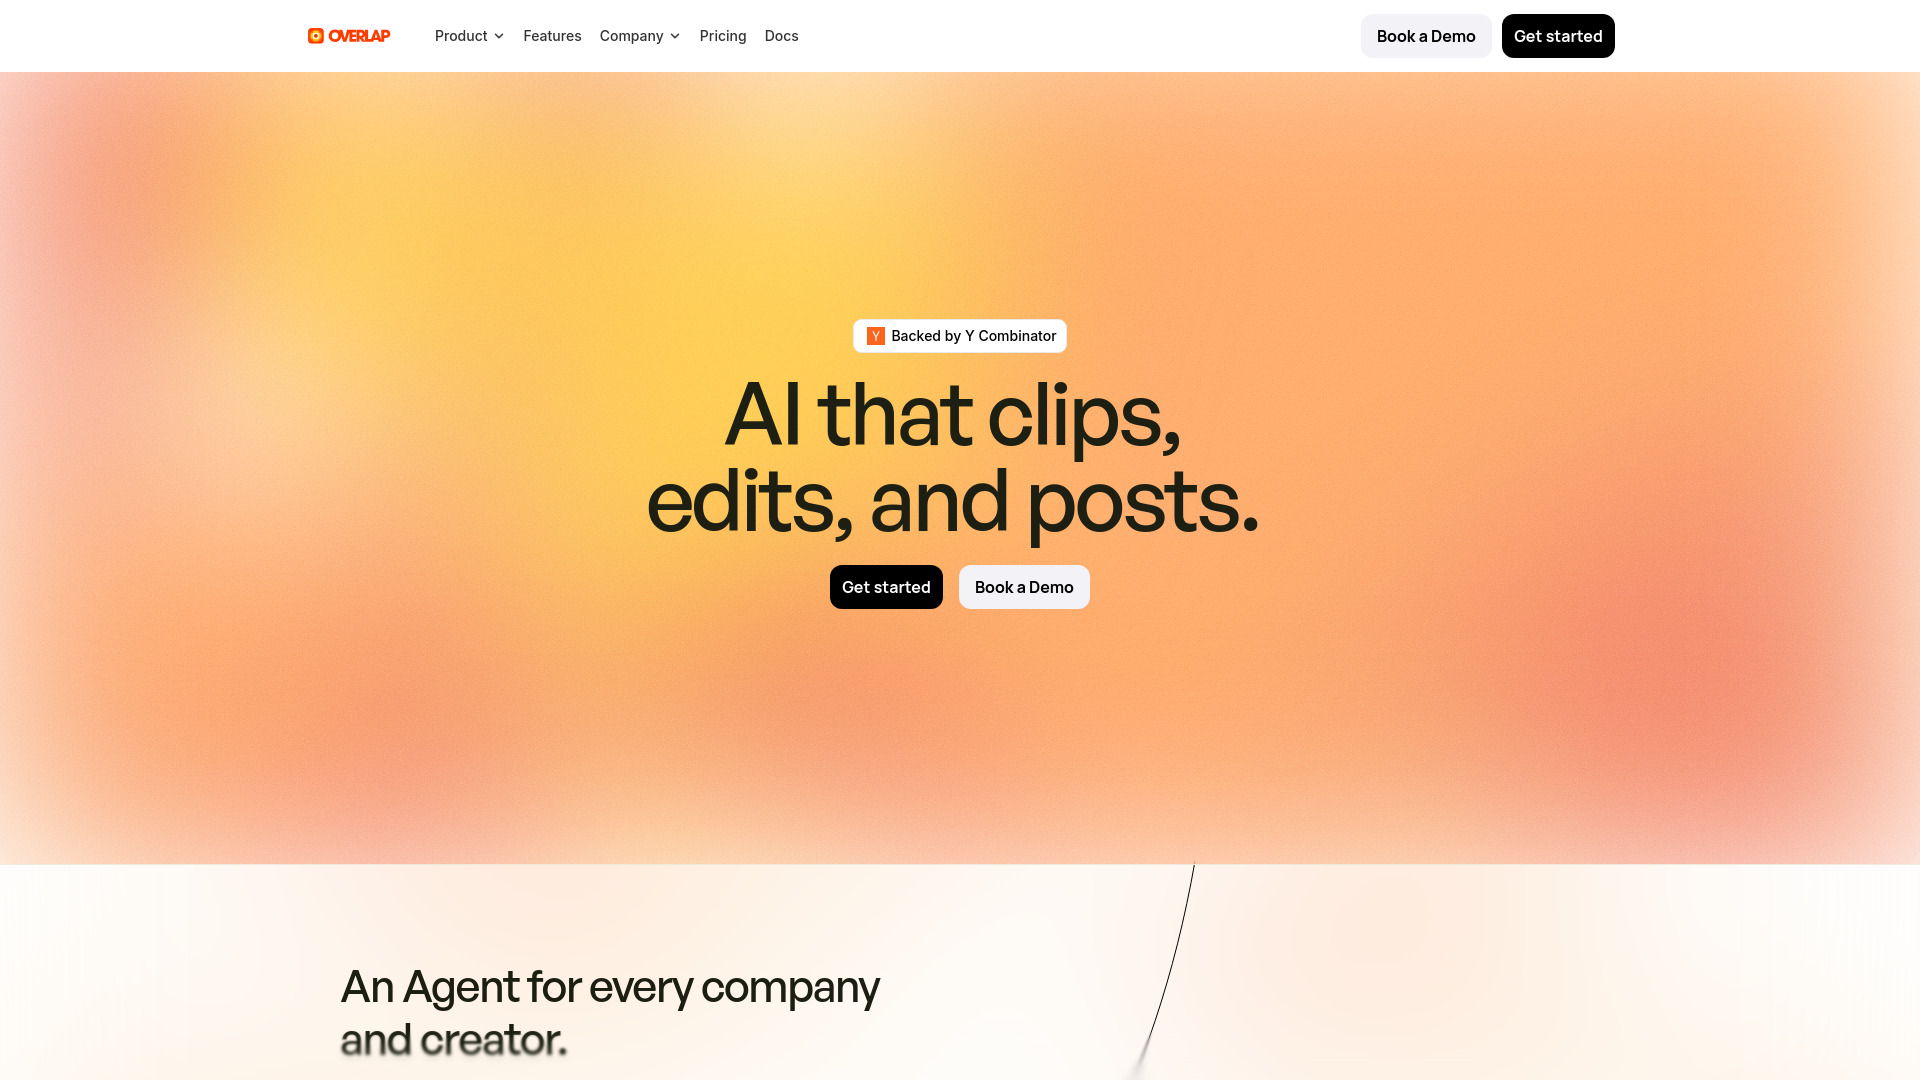 OVERLAP
Product
Features
Company
Pricing
Docs
Book a Demo
Get started
Y Backed by Y Combinator
AI that clips,
edits, and posts.
Get started
Book a Demo
An Agent for every company
and creator.